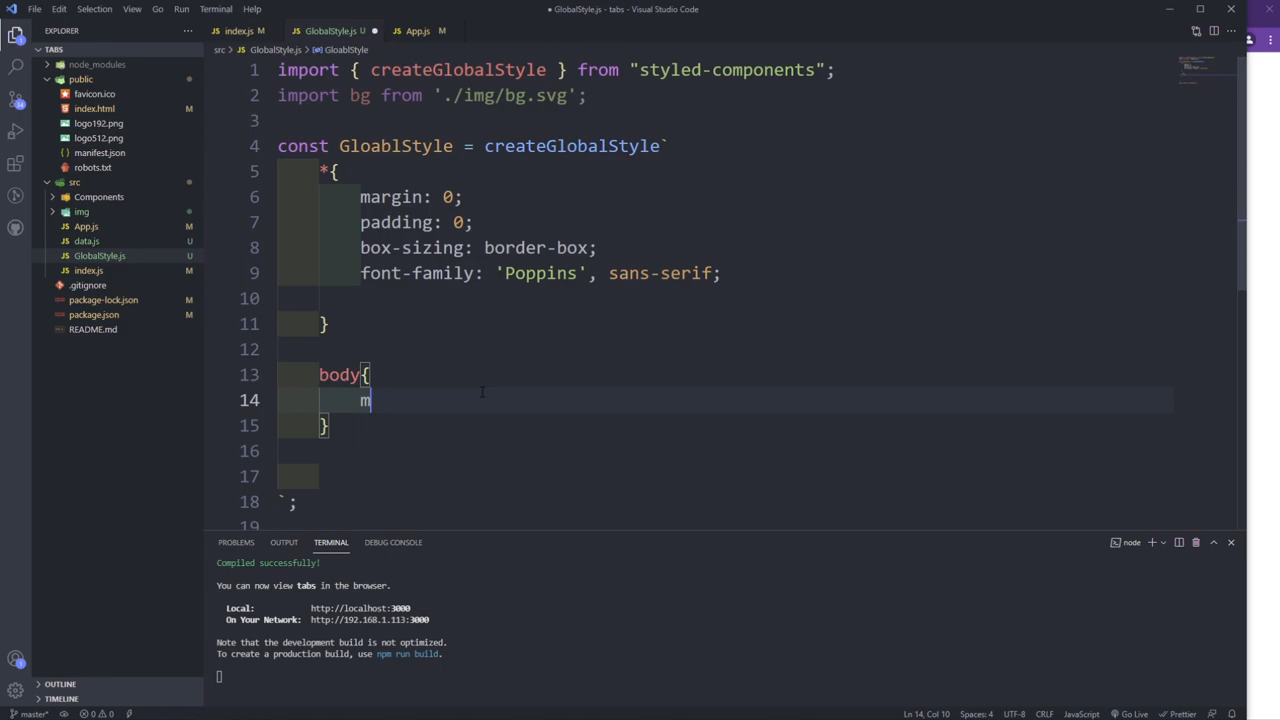 File Edit Selection View Go Run Terminal Help
● GlobalStyle.js - tabs - Visual Studio Code
EXPLORER
TABS
node_modules
public
favicon.ico
index.html
logo192.png
logo512.png
manifest.json
robots.txt
src
Components
img
App.js
data.js U
GlobalStyle.js U
index.js M
.gitignore
package-lock.json M
package.json M
README.md
OUTLINE
TIMELINE
JS index.js M JS GlobalStyle.js U ● JS App.js M
src > JS GlobalStyle.js > GloablStyle
1 import { createGlobalStyle } from "styled-components";
2 import bg from './img/bg.svg';
3
4 const GloablStyle = createGlobalStyle`
5 *{
6 margin: 0;
7 padding: 0;
8 box-sizing: border-box;
9 font-family: 'Poppins', sans-serif;
10
11 }
12
13 body{
14 m
15 }
16
17
18 `;
19
PROBLEMS OUTPUT TERMINAL DEBUG CONSOLE
node
Compiled successfully!
You can now view tabs in the browser.
Local: http://localhost:3000
On Your Network: http://192.168.1.113:3000
Note that the development build is not optimized.
To create a production build, use npm run build.
master* 0 0 Ln 14, Col 10 Spaces: 4 UTF-8 CRLF JavaScript Go Live Prettier